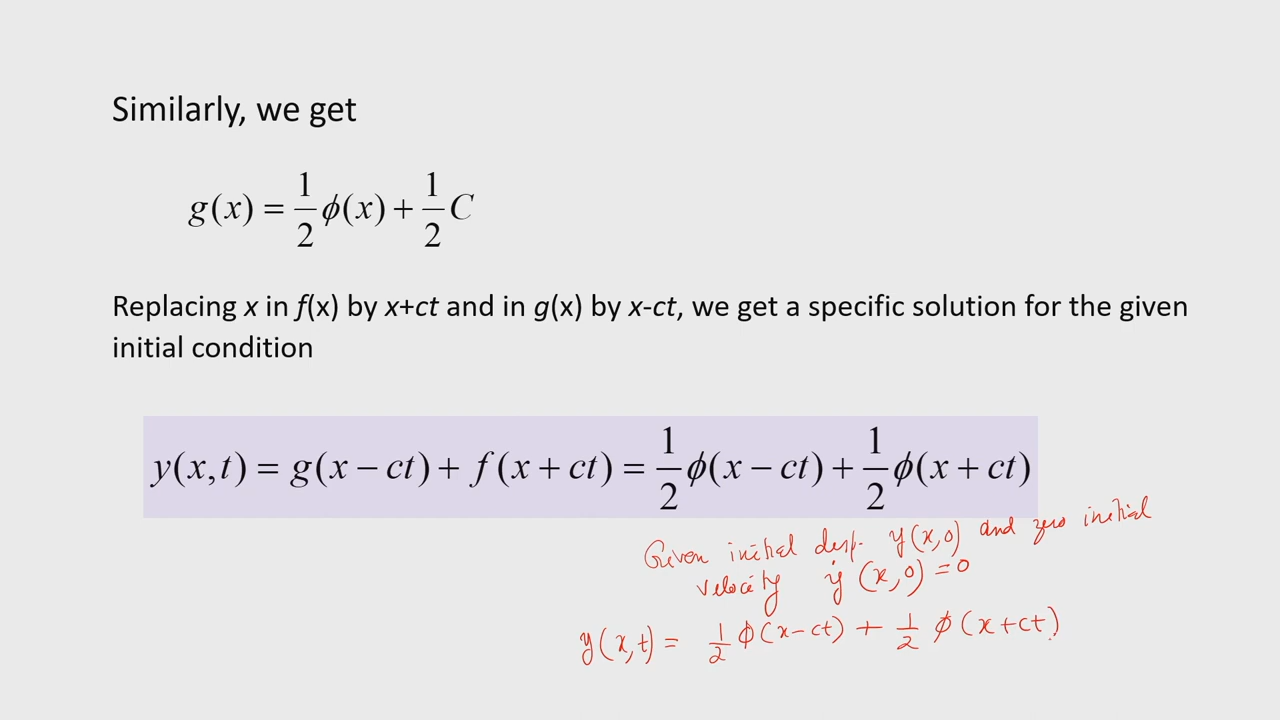 Similarly, we get
g(x) = 1/2 ϕ(x) + 1/2 C
Replacing x in f(x) by x+ct and in g(x) by x-ct, we get a specific solution for the given
initial condition
y(x,t) = g(x − ct) + f(x + ct) = 1/2 ϕ(x − ct) + 1/2 ϕ(x + ct)
Given initial disp. y(x,0) and zero initial
velocity ẏ(x,0) = 0
y(x,t) = 1/2 ϕ(x−ct) + 1/2 ϕ(x+ct)